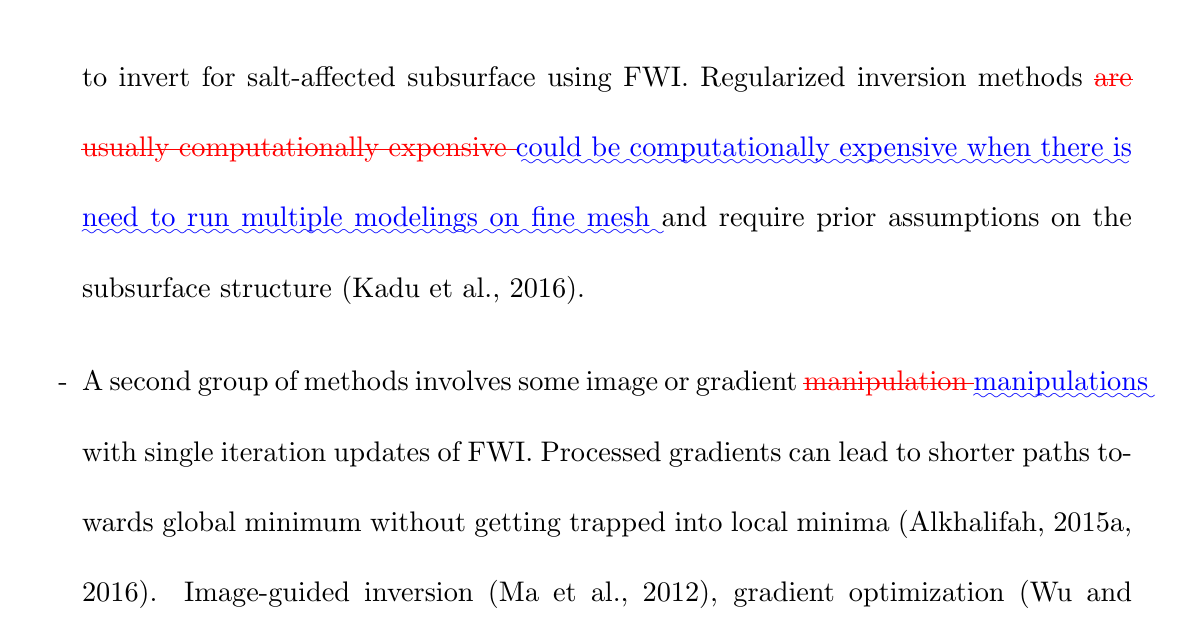 to invert for salt-affected subsurface using FWI. Regularized inversion methods are
usually computationally expensive could be computationally expensive when there is
need to run multiple modelings on fine mesh and require prior assumptions on the
subsurface structure (Kadu et al., 2016).
- A second group of methods involves some image or gradient manipulation manipulations
with single iteration updates of FWI. Processed gradients can lead to shorter paths to-
wards global minimum without getting trapped into local minima (Alkhalifah, 2015a,
2016). Image-guided inversion (Ma et al., 2012), gradient optimization (Wu and